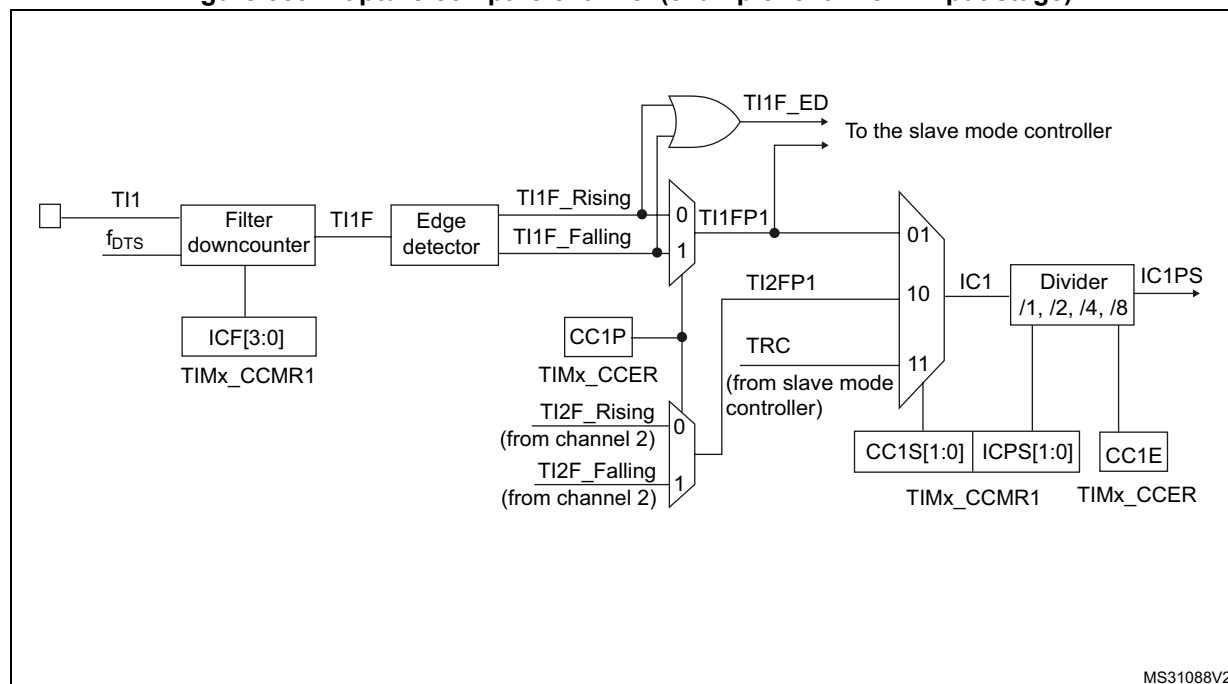 TI1F_ED
To the slave mode controller
TI1
f_DTS
Filter
downcounter
TI1F
Edge
detector
TI1F_Rising
TI1F_Falling
0
1
TI1FP1
01
TI2FP1
10
IC1
Divider
/1, /2, /4, /8
IC1PS
ICF[3:0]
TIMx_CCMR1
CC1P
TIMx_CCER
TRC
11
(from slave mode
controller)
TI2F_Rising
(from channel 2)
0
TI2F_Falling
(from channel 2)
1
CC1S[1:0]
ICPS[1:0]
TIMx_CCMR1
CC1E
TIMx_CCER
MS31088V2